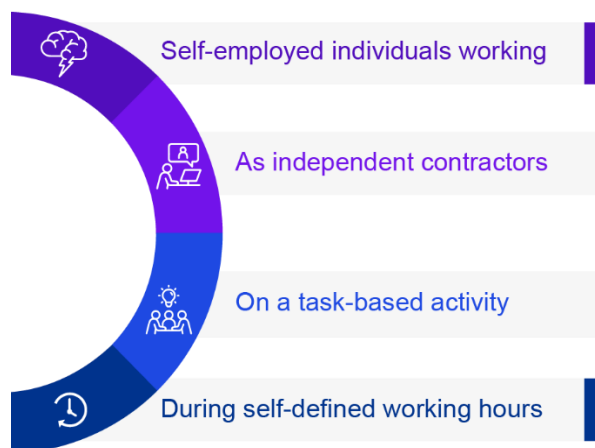 Self-employed individuals working
As independent contractors
On a task-based activity
During self-defined working hours